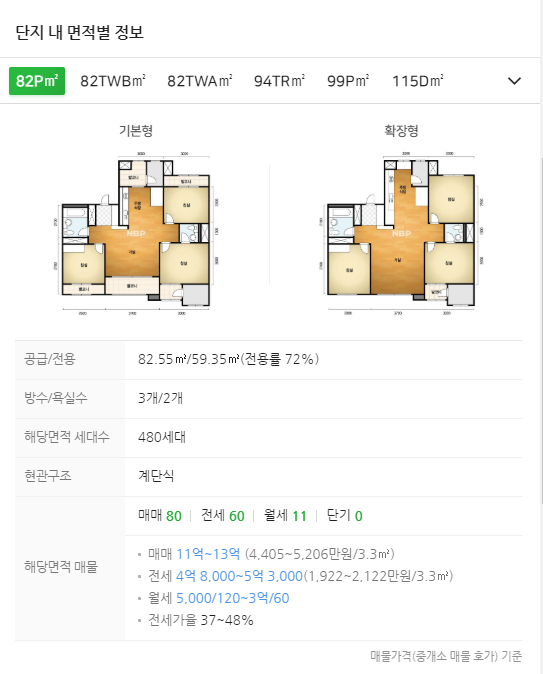 단지 내 면적별 정보
82P㎡ 82TWB㎡ 82TWA㎡ 94TR㎡ 99P㎡ 115D㎡
기본형 확장형
NBP NBP
공급/전용 82.55㎡/59.35㎡(전용률 72%)
방수/욕실수 3개/2개
해당면적 세대수 480세대
현관구조 계단식
해당면적 매물
매매 80 전세 60 월세 11 단기 0
매매 11억~13억 (4,405~5,206만원/3.3㎡)
전세 4억 8,000~5억 3,000(1,922~2,122만원/3.3㎡)
월세 5,000/120~3억/60
전세가율 37~48%
매물가격(중개소 매물 호가) 기준